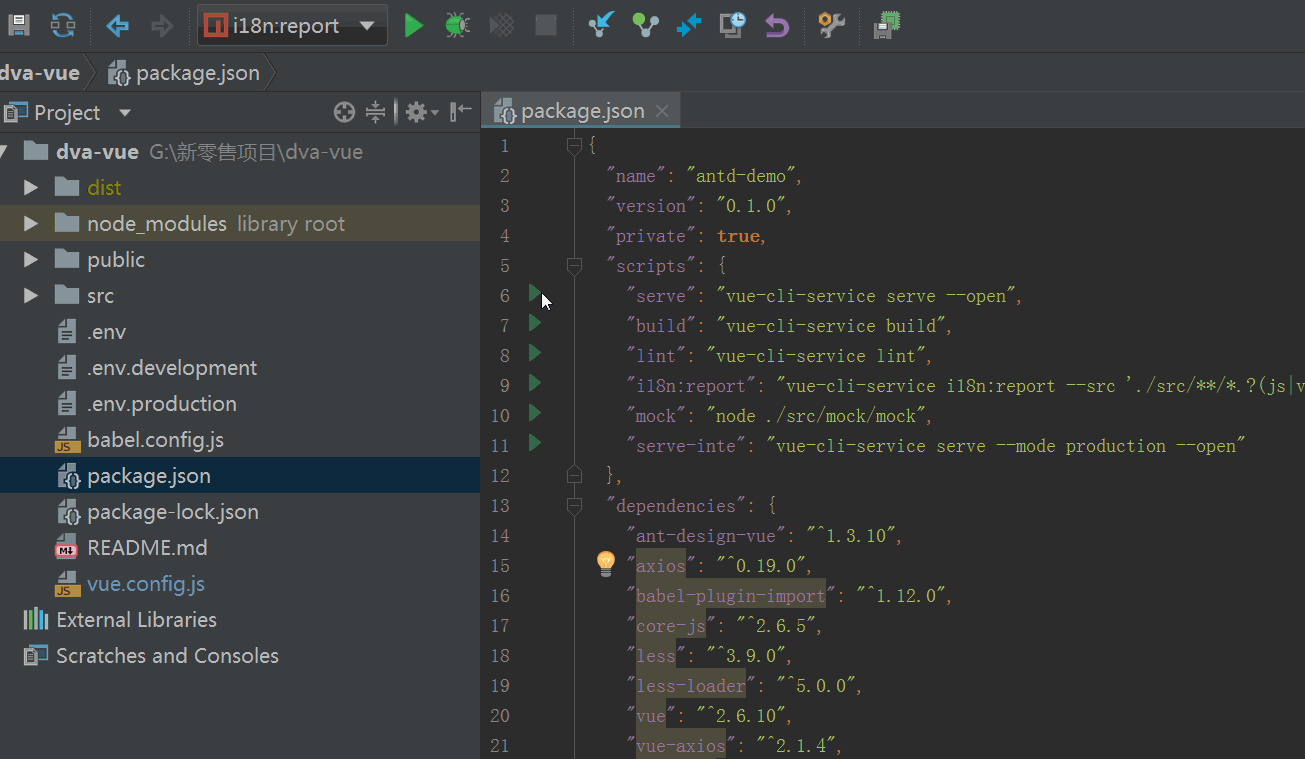 i18n:report
dva-vue
package.json
Project
package.json
dva-vue G:\新零售项目\dva-vue
dist
node_modules library root
public
src
.env
.env.development
.env.production
babel.config.js
package.json
package-lock.json
README.md
vue.config.js
External Libraries
Scratches and Consoles
1 {
2 "name": "antd-demo",
3 "version": "0.1.0",
4 "private": true,
5 "scripts": {
6 "serve": "vue-cli-service serve --open",
7 "build": "vue-cli-service build",
8 "lint": "vue-cli-service lint",
9 "i18n:report": "vue-cli-service i18n:report --src './src/**/*.?(js|v
10 "mock": "node ./src/mock/mock",
11 "serve-inte": "vue-cli-service serve --mode production --open"
12 },
13 "dependencies": {
14 "ant-design-vue": "^1.3.10",
15 "axios": "^0.19.0",
16 "babel-plugin-import": "^1.12.0",
17 "core-js": "^2.6.5",
18 "less": "^3.9.0",
19 "less-loader": "^5.0.0",
20 "vue": "^2.6.10",
21 "vue-axios": "^2.1.4",